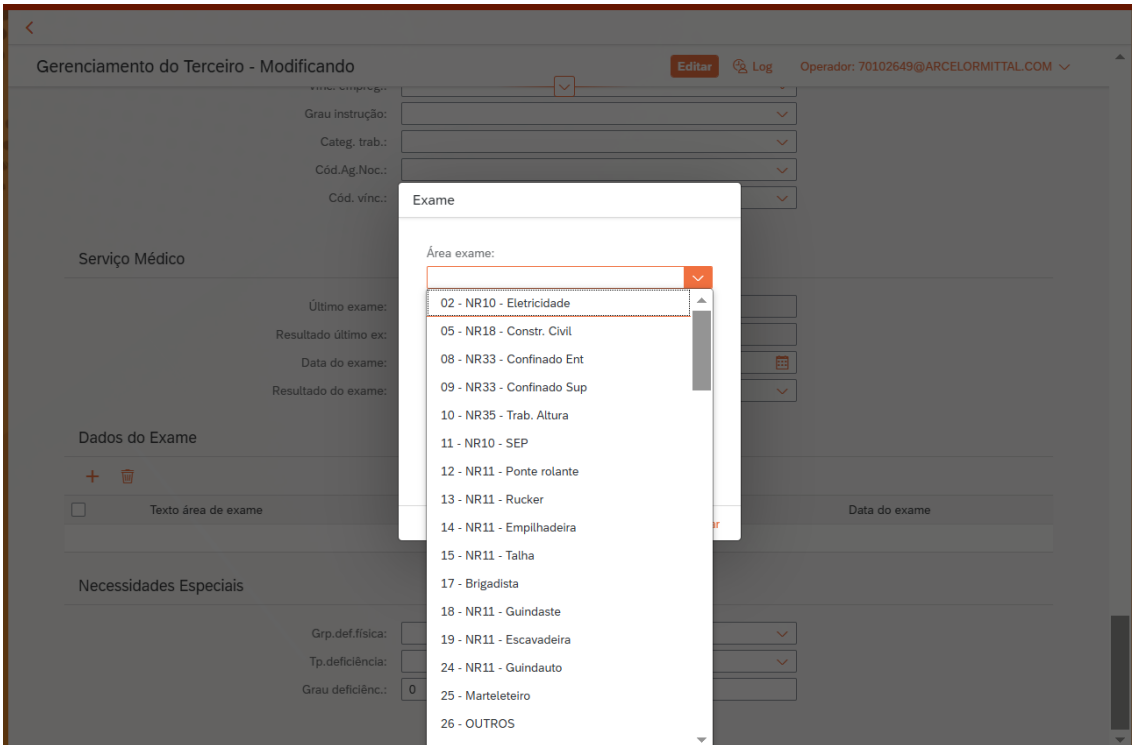 Gerenciamento do Terceiro - Modificando
Editar
Log
Operador: 70102649@ARCELORMITTAL.COM
Vínc. empreg.:
Grau instrução:
Categ. trab.:
Cód.Ag.Noc.:
Cód. vínc.:
Serviço Médico
Último exame:
Resultado último ex:
Data do exame:
Resultado do exame:
Dados do Exame
Texto área de exame
Data do exame
Necessidades Especiais
Grp.def.física:
Tp.deficiência:
Grau deficiênc.:
0
Exame
Área exame:
02 - NR10 - Eletricidade
05 - NR18 - Constr. Civil
08 - NR33 - Confinado Ent
09 - NR33 - Confinado Sup
10 - NR35 - Trab. Altura
11 - NR10 - SEP
12 - NR11 - Ponte rolante
13 - NR11 - Rucker
14 - NR11 - Empilhadeira
15 - NR11 - Talha
17 - Brigadista
18 - NR11 - Guindaste
19 - NR11 - Escavadeira
24 - NR11 - Guindauto
25 - Marteleteiro
26 - OUTROS